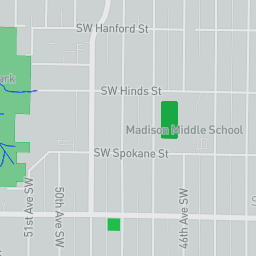 SW Hanford St
ark
SW Hinds St
Madison Middle School
SW Spokane St
51st Ave SW
50th Ave SW
46th Ave SW